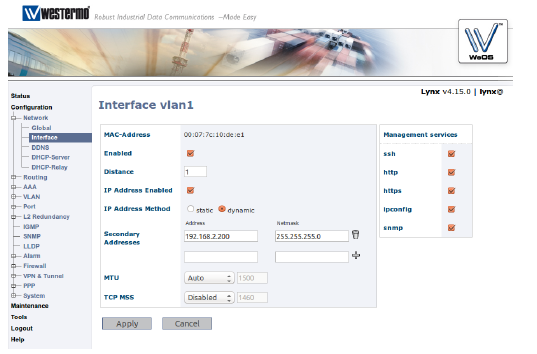 Westermo Robust Industrial Data Communications –Made Easy
WeOS
Lynx v4.15.0 | lynx@
Status
Configuration
Network
Global
Interface
DDNS
DHCP-Server
DHCP-Relay
Routing
AAA
VLAN
Port
L2 Redundancy
IGMP
SNMP
LLDP
Alarm
Firewall
VPN & Tunnel
PPP
System
Maintenance
Tools
Logout
Help
Interface vlan1
MAC-Address 00:07:7c:10:de:e1
Enabled
Distance 1
IP Address Enabled
IP Address Method static dynamic
Address Netmask
Secondary Addresses 192.168.2.200 255.255.255.0
MTU Auto 1500
TCP MSS Disabled 1460
Apply Cancel
Management services
ssh
http
https
ipconfig
snmp